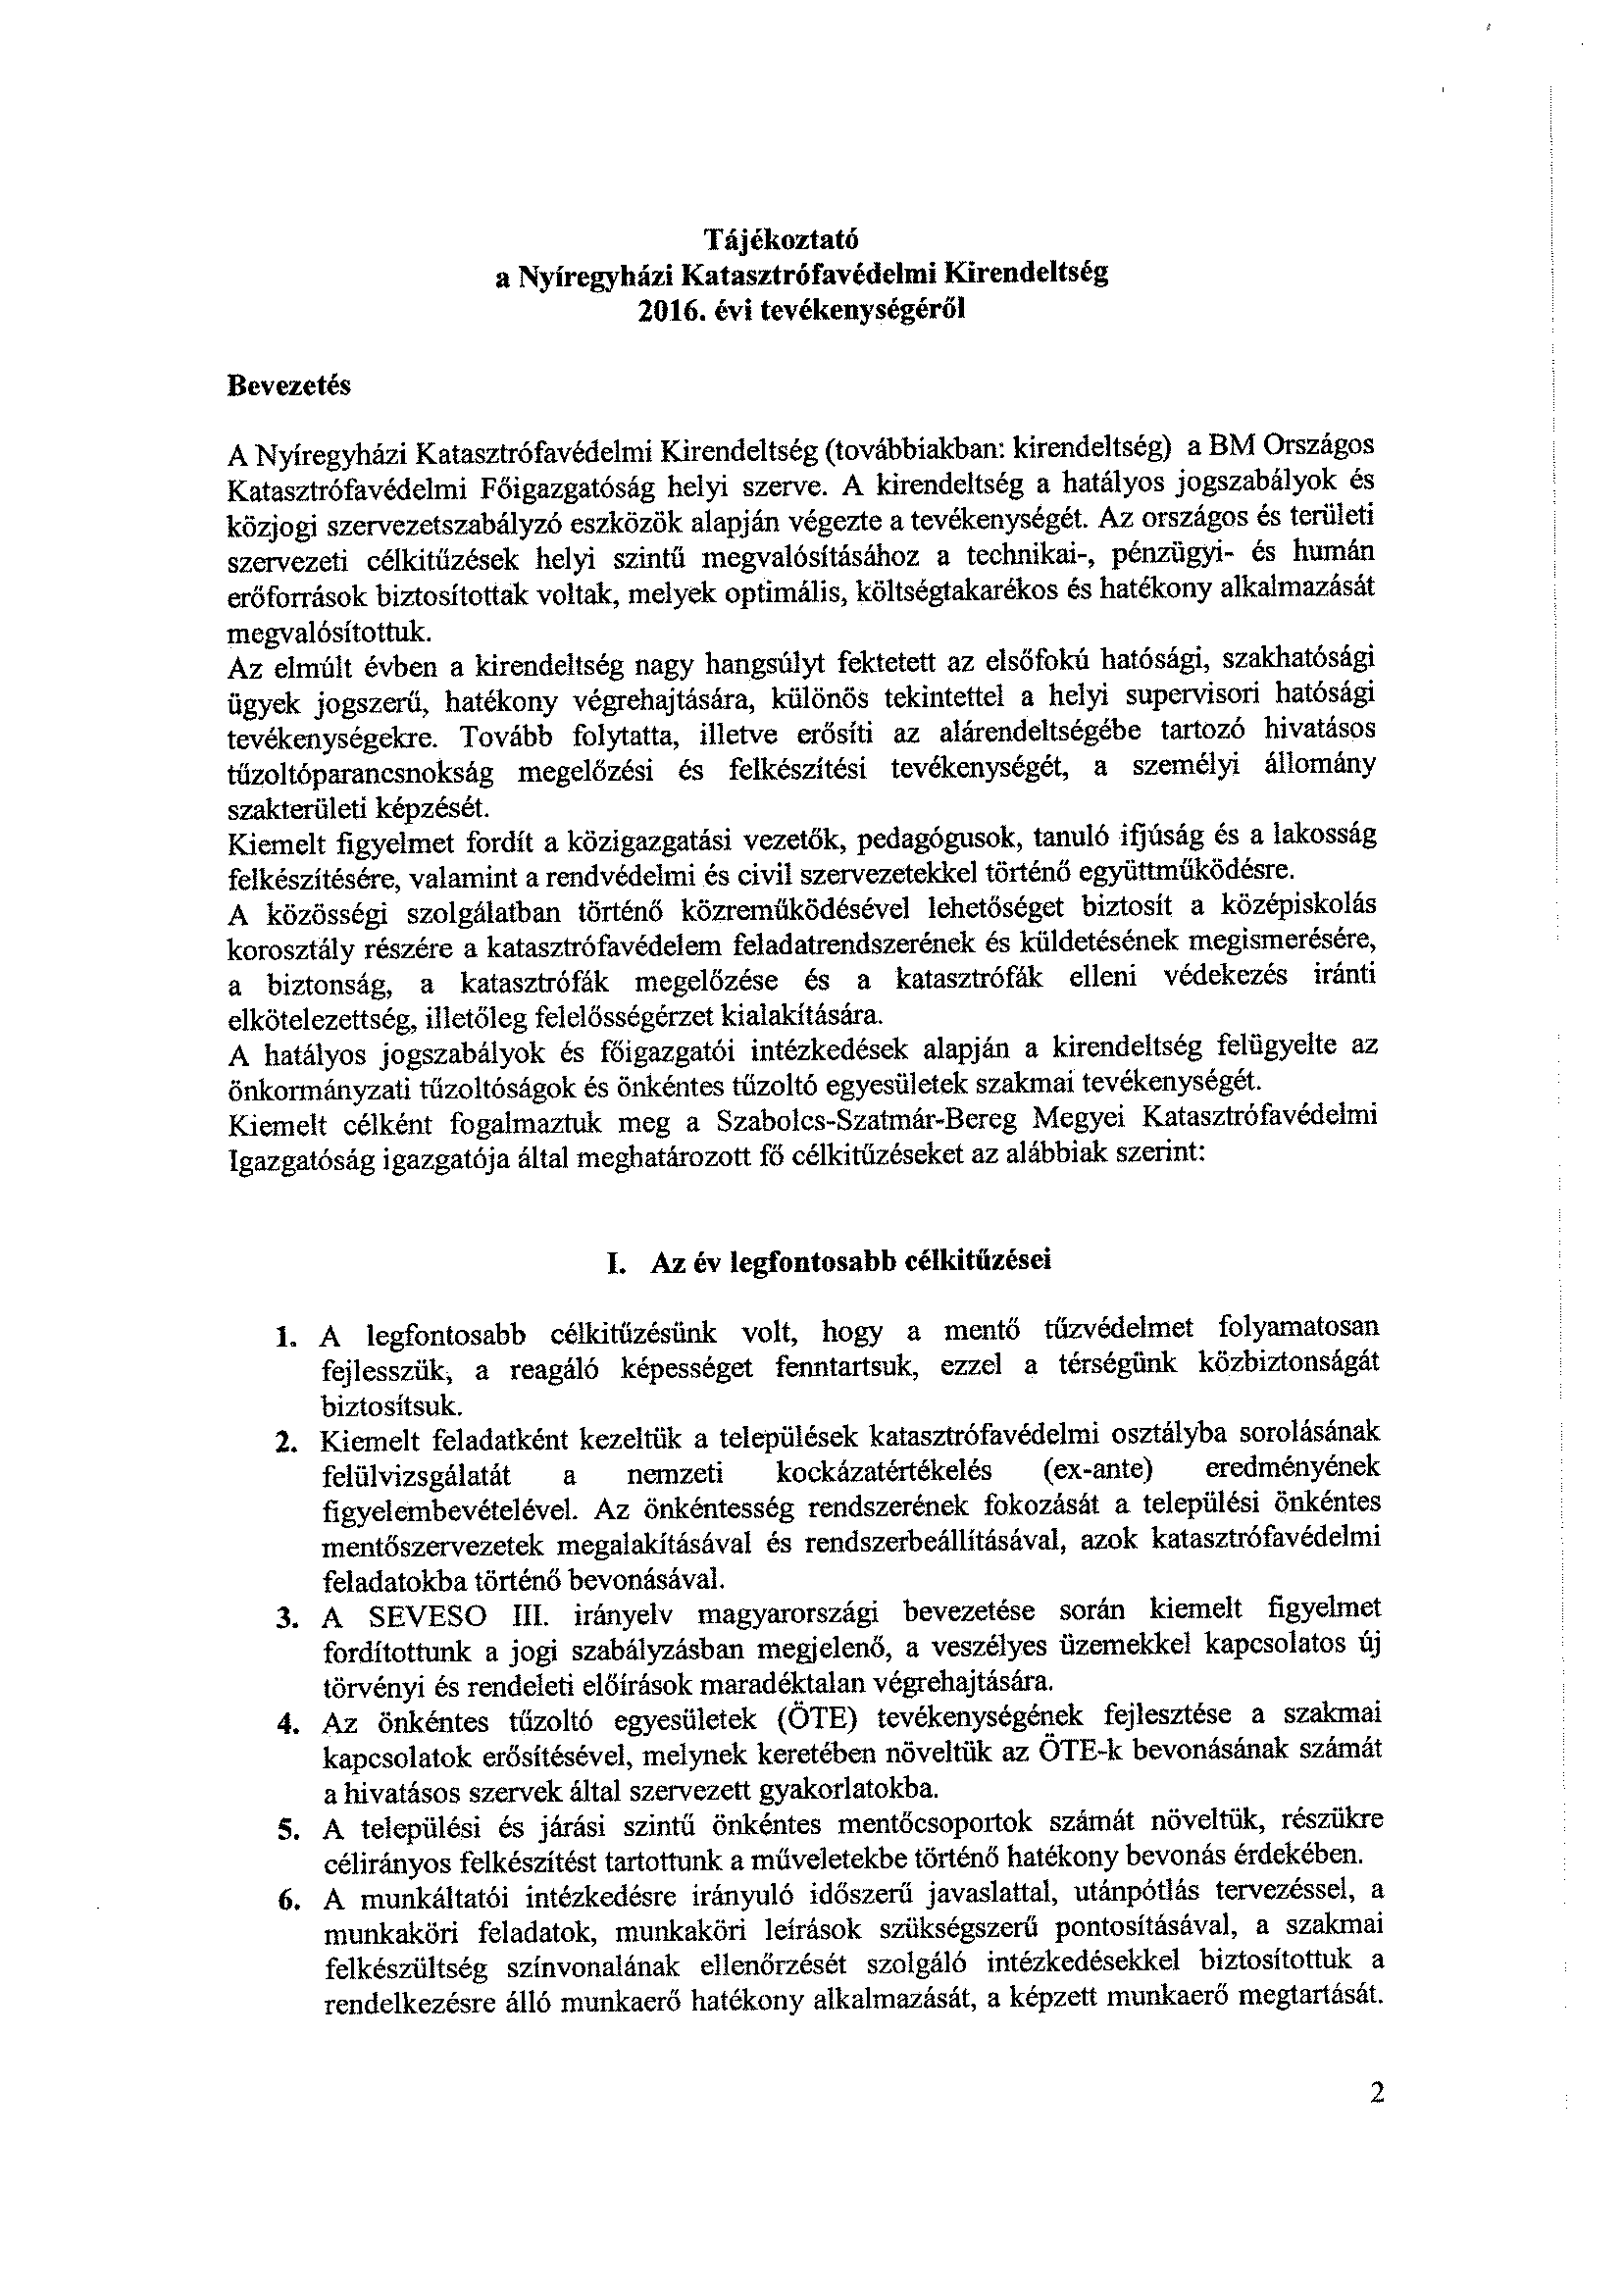 Tájékoztató
a Nyíregyházi Katasztrófavédelmi Kirendeltség
2016. évi tevékenységéről
Bevezetés
A Nyíregyházi Katasztrófavédelmi Kirendeltség (továbbiakban: kirendeltség) a BM Országos
Katasztrófavédelmi Főigazgatóság helyi szerve. A kirendeltség a hatályos jogszabályok és
közjogi szervezetszabályzó eszközök alapján végezte a tevékenységét. Az országos és területi
szervezeti célkitűzések helyi szintű megvalósításához a technikai-, pénzügyi- és humán
erőforrások biztosítottak voltak, melyek optimális, költségtakarékos és hatékony alkalmazását
megvalósítottuk.
Az elmúlt évben a kirendeltség nagy hangsúlyt fektetett az elsőfokú hatósági, szakhatósági
ügyek jogszerű, hatékony végrehajtására, különös tekintettel a helyi supervisori hatósági
tevékenységekre. Tovább folytatta, illetve erősíti az alárendeltségébe tartozó hivatásos
tűzoltóparancsnokság megelőzési és felkészítési tevékenységét, a személyi állomány
szakterületi képzését.
Kiemelt figyelmet fordít a közigazgatási vezetők, pedagógusok, tanuló ifjúság és a lakosság
felkészítésére, valamint a rendvédelmi és civil szervezetekkel történő együttműködésre.
A közösségi szolgálatban történő közreműködésével lehetőséget biztosít a középiskolás
korosztály részére a katasztrófavédelem feladatrendszerének és küldetésének megismerésére,
a biztonság, a katasztrófák megelőzése és a katasztrófák elleni védekezés iránti
elkötelezettség, illetőleg felelősségérzet kialakítására.
A hatályos jogszabályok és főigazgatói intézkedések alapján a kirendeltség felügyelte az
önkormányzati tűzoltóságok és önkéntes tűzoltó egyesületek szakmai tevékenységét.
Kiemelt célként fogalmaztuk meg a Szabolcs-Szatmár-Bereg Megyei Katasztrófavédelmi
Igazgatóság igazgatója által meghatározott fő célkitűzéseket az alábbiak szerint:
I. Az év legfontosabb célkitűzései
1. A legfontosabb célkitűzésünk volt, hogy a mentő tűzvédelmet folyamatosan
fejlesszük, a reagáló képességet fenntartsuk, ezzel a térségünk közbiztonságát
biztosítsuk.
2. Kiemelt feladatként kezeltük a települések katasztrófavédelmi osztályba sorolásának
felülvizsgálatát a nemzeti kockázatértékelés (ex-ante) eredményének
figyelembevételével. Az önkéntesség rendszerének fokozását a települési önkéntes
mentőszervezetek megalakításával és rendszerbeállításával, azok katasztrófavédelmi
feladatokba történő bevonásával.
3. A SEVESO III. irányelv magyarországi bevezetése során kiemelt figyelmet
fordítottunk a jogi szabályzásban megjelenő, a veszélyes üzemekkel kapcsolatos új
törvényi és rendeleti előírások maradéktalan végrehajtására.
4. Az önkéntes tűzoltó egyesületek (ÖTE) tevékenységének fejlesztése a szakmai
kapcsolatok erősítésével, melynek keretében növeltük az ÖTE-k bevonásának számát
a hivatásos szervek által szervezett gyakorlatokba.
5. A települési és járási szintű önkéntes mentőcsoportok számát növeltük, részükre
célirányos felkészítést tartottunk a műveletekbe történő hatékony bevonás érdekében.
6. A munkáltatói intézkedésre irányuló időszerű javaslattal, utánpótlás tervezéssel, a
munkaköri feladatok, munkaköri leírások szükségszerű pontosításával, a szakmai
felkészültség színvonalának ellenőrzését szolgáló intézkedésekkel biztosítottuk a
rendelkezésre álló munkaerő hatékony alkalmazását, a képzett munkaerő megtartását.
2